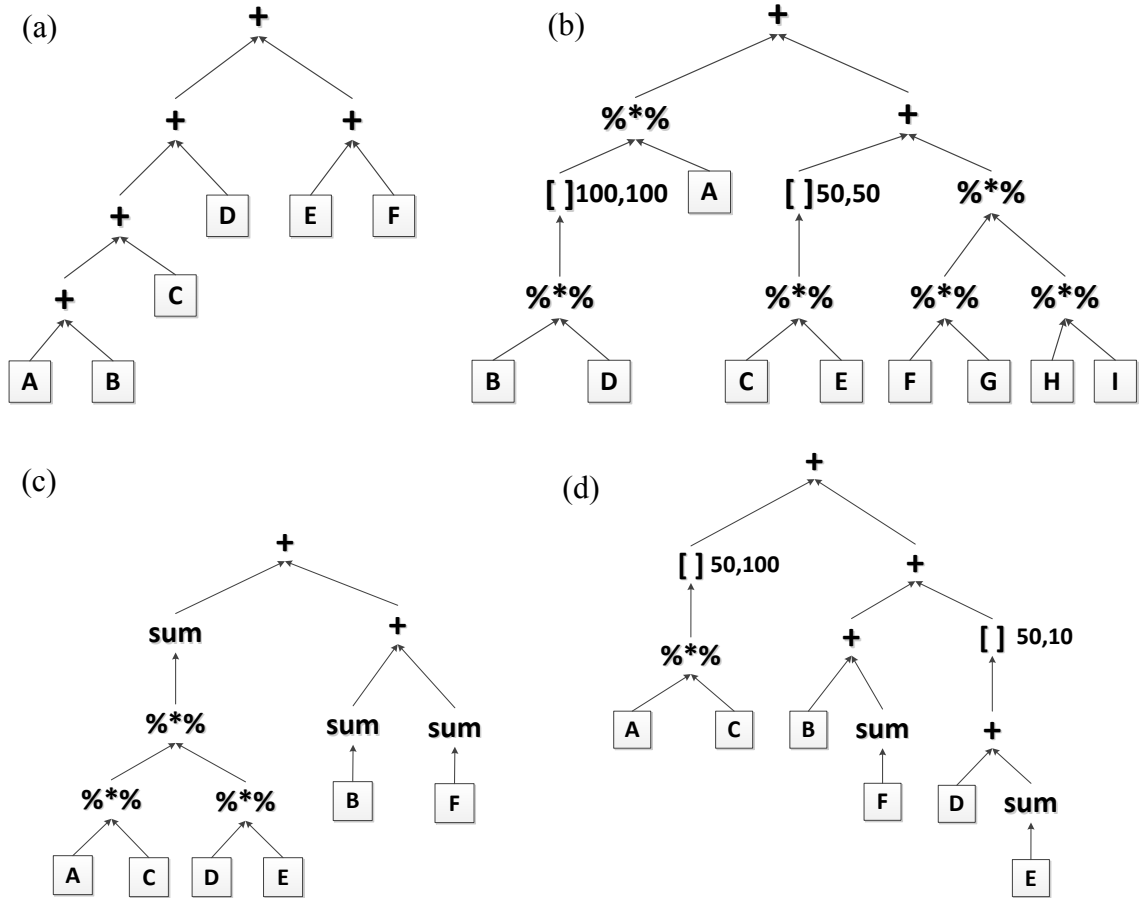 (a)
+
+ +
+ D E F
+ C
A B
(b)
+
%*% +
[ ]100,100 A [ ]50,50 %*%
%*% %*% %*% %*%
B D C E F G H I
(c)
+
sum +
%*% sum sum
%*% %*% B F
A C D E
(d)
+
[ ] 50,100 +
%*% + [ ] 50,10
A C B sum +
F D sum
E